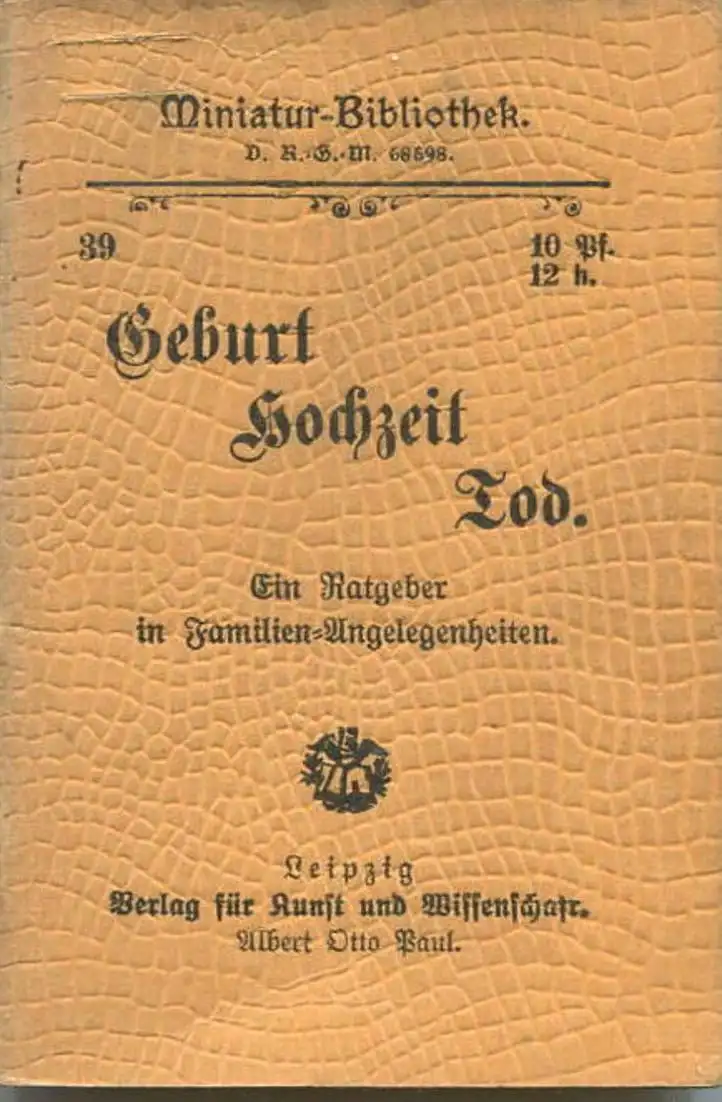 Miniatur-Bibliothek.
D. R.-G.-M. 68698.
39
10 Pf.
12 h.
Geburt
Hochzeit
Tod.
Ein Ratgeber
in Familien-Angelegenheiten.
Leipzig
Verlag für Kunst und Wissenschaft.
Albert Otto Paul.